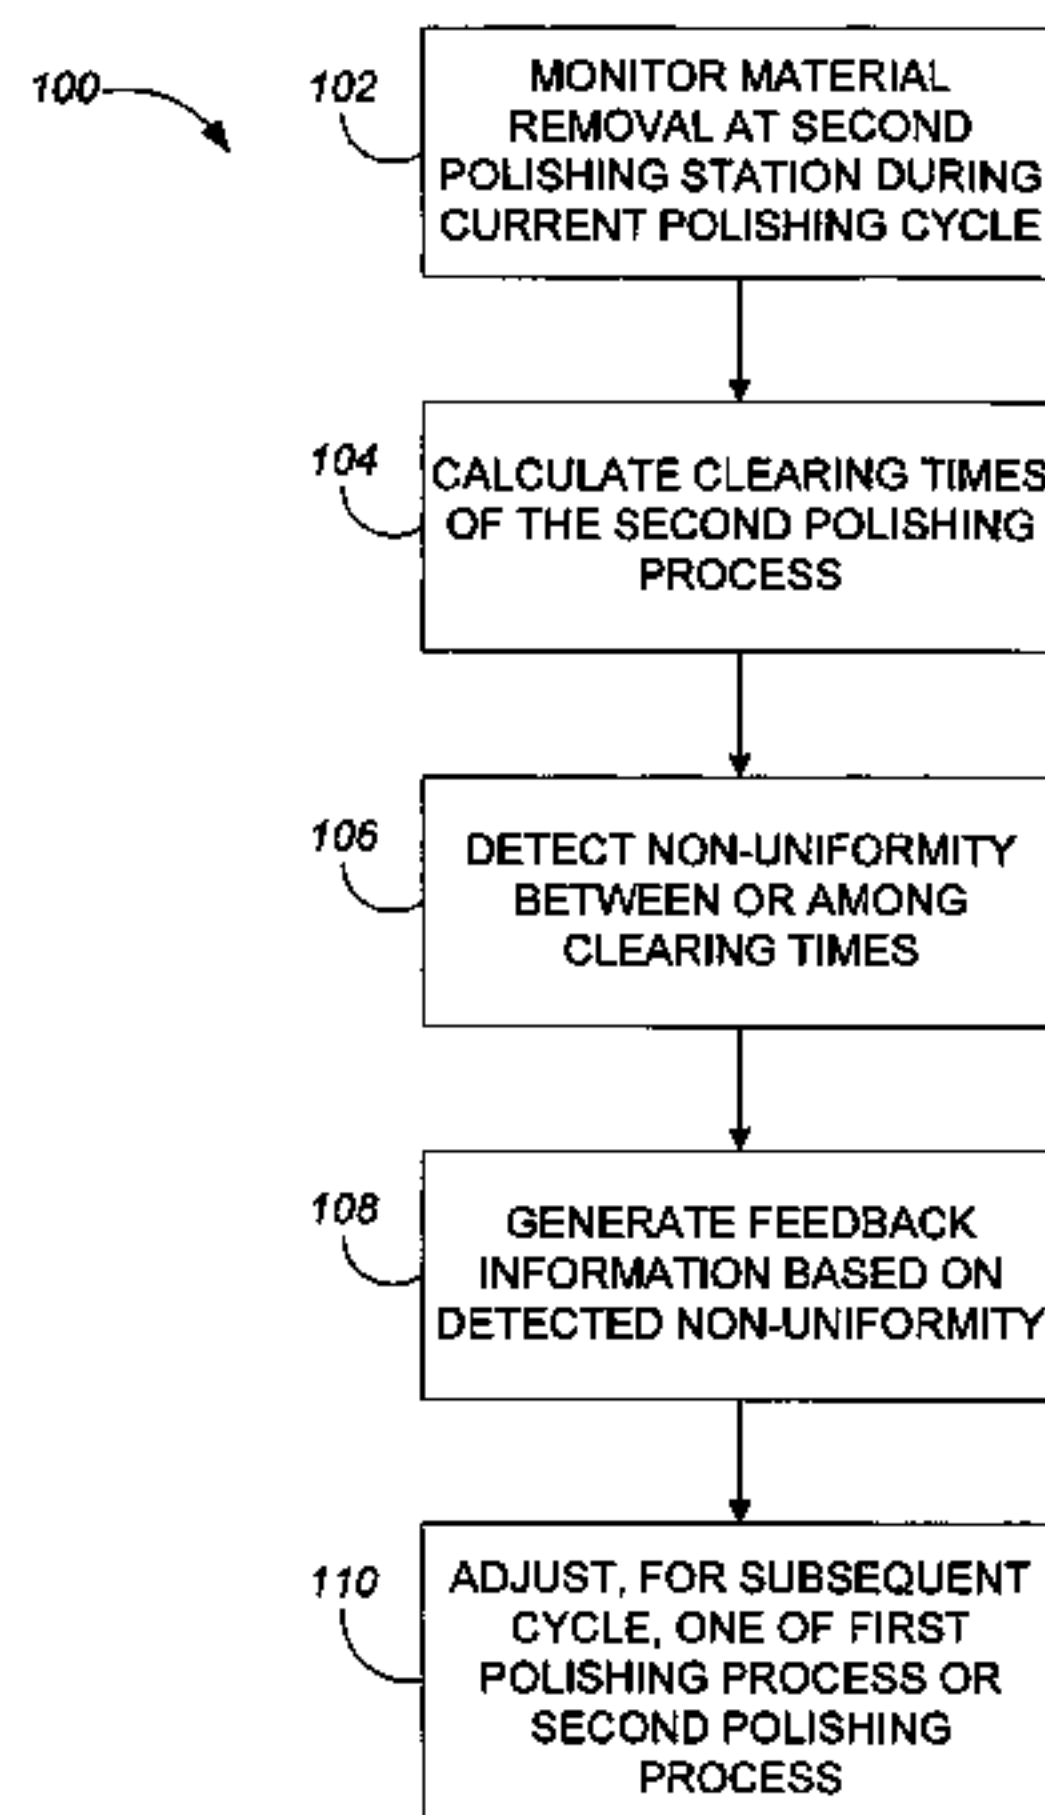 100
102
MONITOR MATERIAL
REMOVAL AT SECOND
POLISHING STATION DURING
CURRENT POLISHING CYCLE
104
CALCULATE CLEARING TIMES
OF THE SECOND POLISHING
PROCESS
106
DETECT NON-UNIFORMITY
BETWEEN OR AMONG
CLEARING TIMES
108
GENERATE FEEDBACK
INFORMATION BASED ON
DETECTED NON-UNIFORMITY
110
ADJUST, FOR SUBSEQUENT
CYCLE, ONE OF FIRST
POLISHING PROCESS OR
SECOND POLISHING
PROCESS